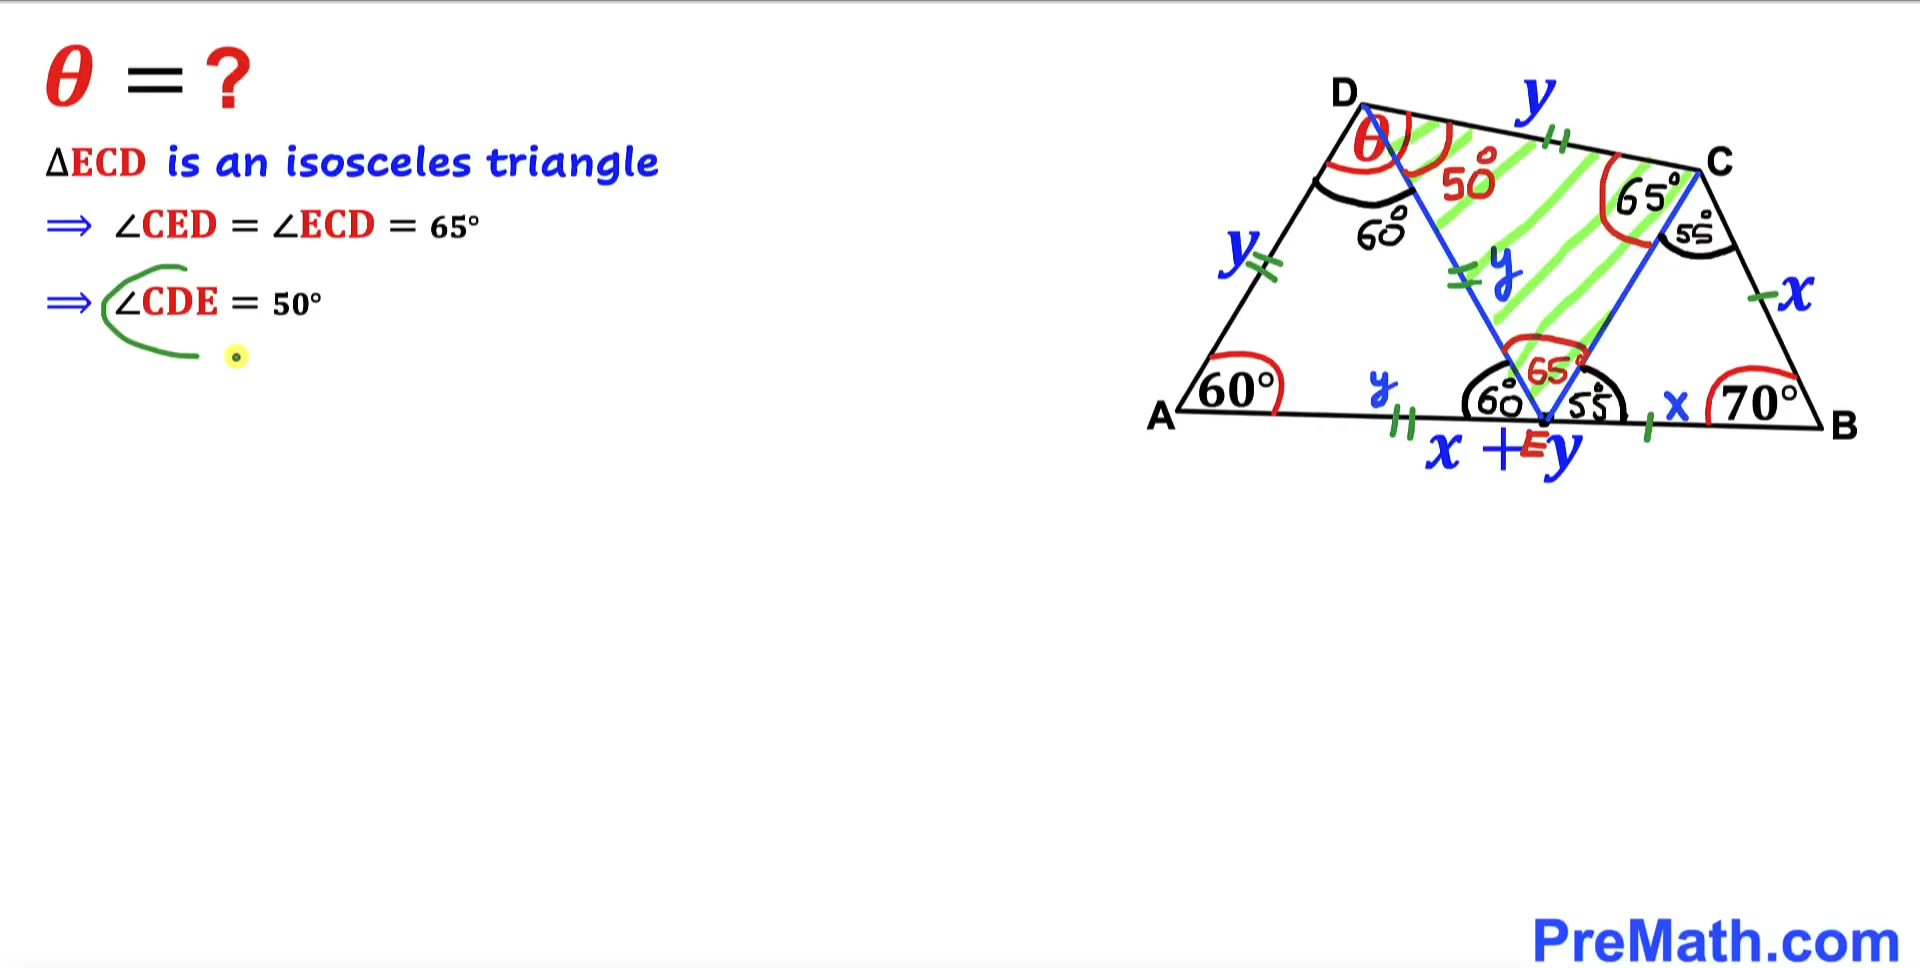 θ = ?
ΔECD is an isosceles triangle
⟹ ∠CED = ∠ECD = 65°
⟹ ∠CDE = 50°
D
y
C
θ
50°
65°
55°
60°
y
y
x
A
60°
y
60°
65°
55°
x
70°
B
x + y
E
PreMath.com